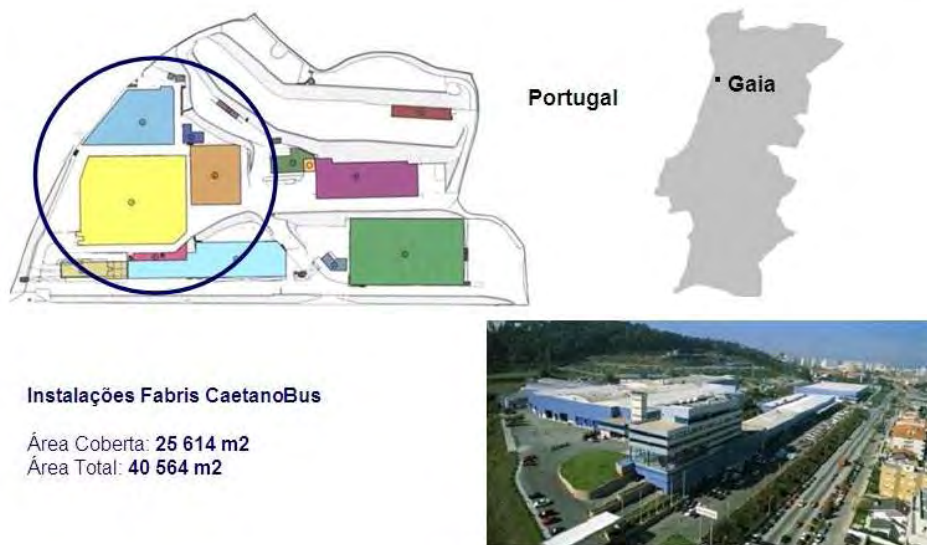 Portugal
Gaia
Instalações Fabris CaetanoBus
Área Coberta: 25 614 m2
Área Total: 40 564 m2